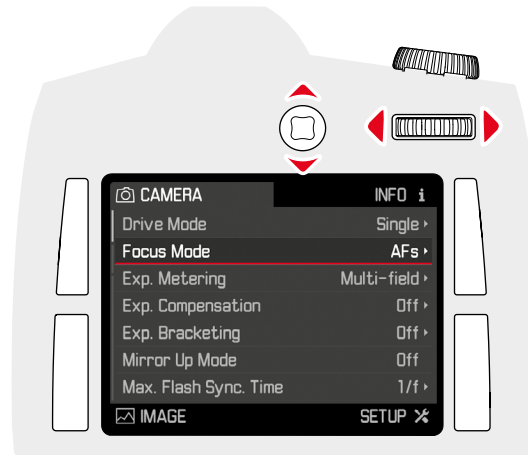 CAMERA INFO i
Drive Mode Single
Focus Mode AFs
Exp. Metering Multi-field
Exp. Compensation Off
Exp. Bracketing Off
Mirror Up Mode Off
Max. Flash Sync. Time 1/f
IMAGE SETUP